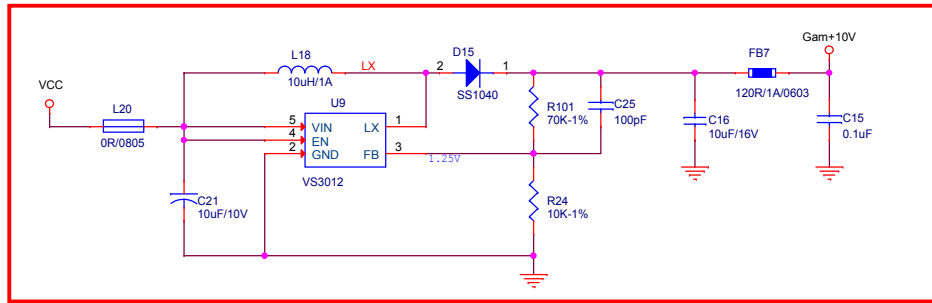 Gam+10V
L18
D15
FB7
LX
2
1
VCC
10uH/1A
SS1040
120R/1A/0603
U9
L20
R101
70K-1%
C25
100pF
C16
10uF/16V
C15
0.1uF
5
4
2
VIN
EN
GND
LX
FB
1
3
0R/0805
1.25V
VS3012
C21
10uF/10V
R24
10K-1%